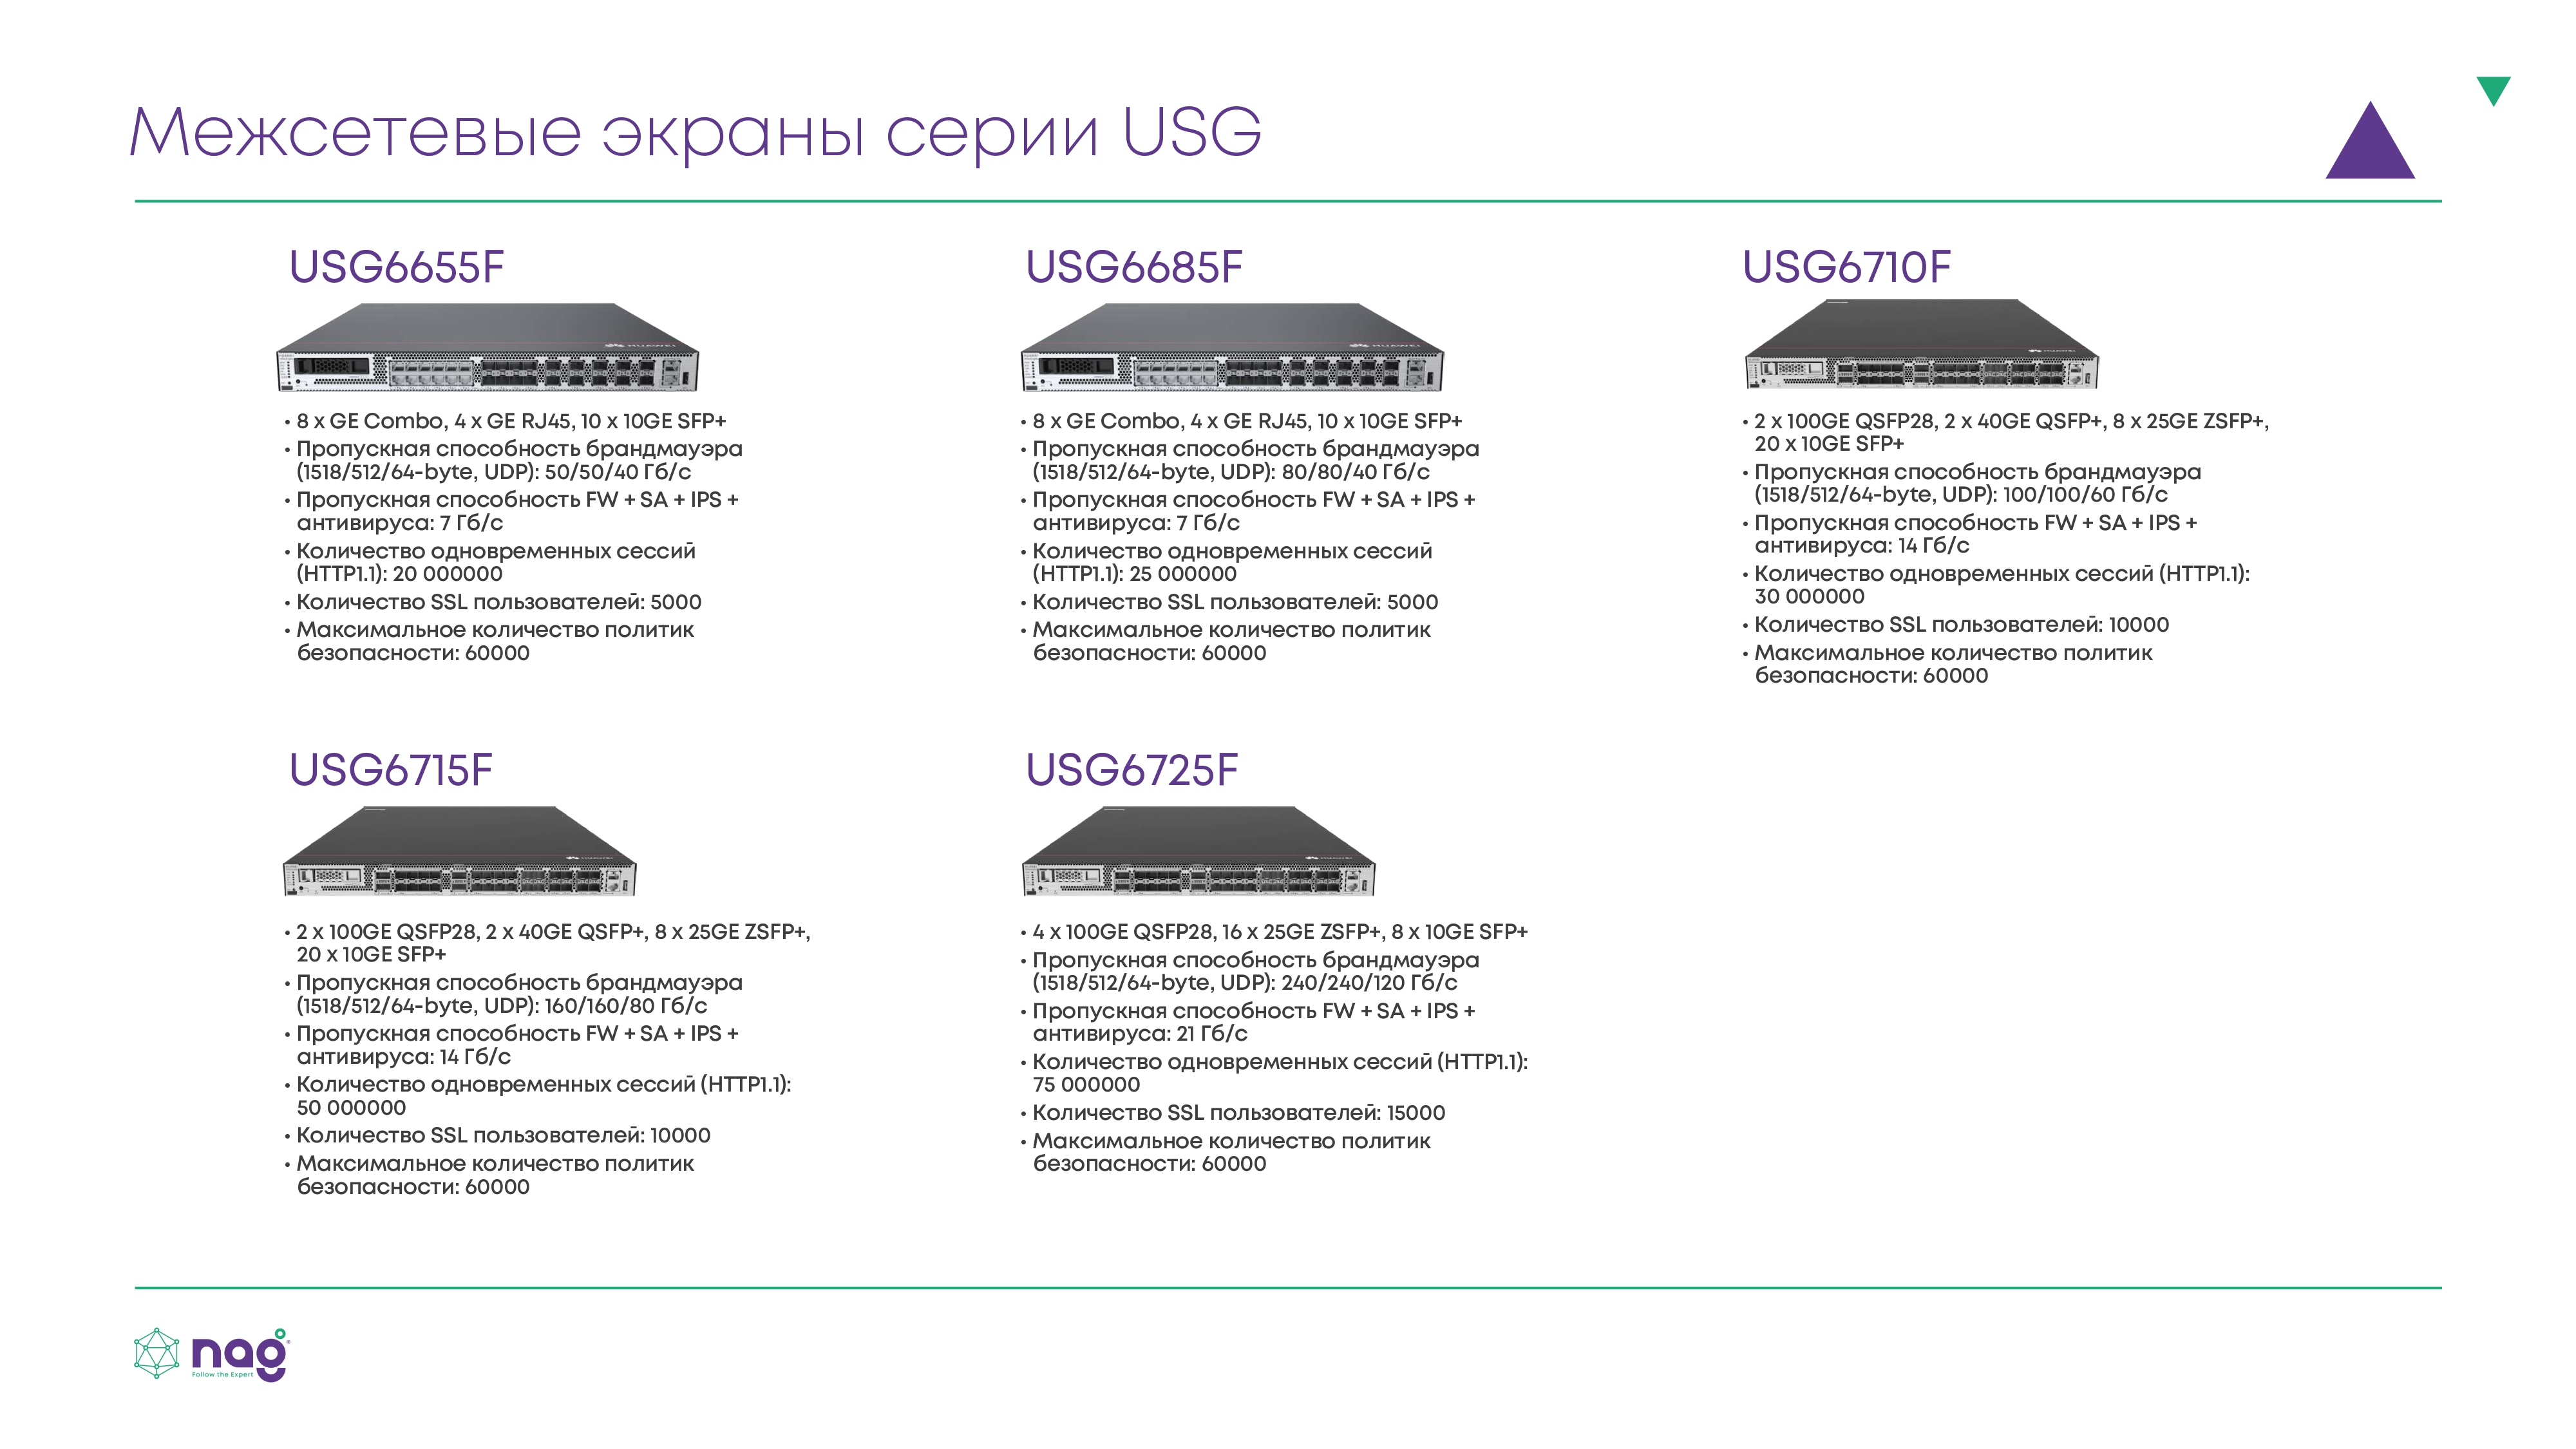 Межсетевые экраны серии USG
USG6655F
• 8 x GE Combo, 4 x GE RJ45, 10 x 10GE SFP+
• Пропускная способность брандмауэра
(1518/512/64-byte, UDP): 50/50/40 Гб/с
• Пропускная способность FW + SA + IPS +
антивируса: 7 Гб/с
• Количество одновременных сессий
(HTTP1.1): 20 000000
• Количество SSL пользователей: 5000
• Максимальное количество политик
безопасности: 60000
USG6685F
• 8 x GE Combo, 4 x GE RJ45, 10 x 10GE SFP+
• Пропускная способность брандмауэра
(1518/512/64-byte, UDP): 80/80/40 Гб/с
• Пропускная способность FW + SA + IPS +
антивируса: 7 Гб/с
• Количество одновременных сессий
(HTTP1.1): 25 000000
• Количество SSL пользователей: 5000
• Максимальное количество политик
безопасности: 60000
USG6710F
• 2 x 100GE QSFP28, 2 x 40GE QSFP+, 8 x 25GE ZSFP+,
20 x 10GE SFP+
• Пропускная способность брандмауэра
(1518/512/64-byte, UDP): 100/100/60 Гб/с
• Пропускная способность FW + SA + IPS +
антивируса: 14 Гб/с
• Количество одновременных сессий (HTTP1.1):
30 000000
• Количество SSL пользователей: 10000
• Максимальное количество политик
безопасности: 60000
USG6715F
• 2 x 100GE QSFP28, 2 x 40GE QSFP+, 8 x 25GE ZSFP+,
20 x 10GE SFP+
• Пропускная способность брандмауэра
(1518/512/64-byte, UDP): 160/160/80 Гб/с
• Пропускная способность FW + SA + IPS +
антивируса: 14 Гб/с
• Количество одновременных сессий (HTTP1.1):
50 000000
• Количество SSL пользователей: 10000
• Максимальное количество политик
безопасности: 60000
USG6725F
• 4 x 100GE QSFP28, 16 x 25GE ZSFP+, 8 x 10GE SFP+
• Пропускная способность брандмауэра
(1518/512/64-byte, UDP): 240/240/120 Гб/с
• Пропускная способность FW + SA + IPS +
антивируса: 21 Гб/с
• Количество одновременных сессий (HTTP1.1):
75 000000
• Количество SSL пользователей: 15000
• Максимальное количество политик
безопасности: 60000
nag
Follow the Expert